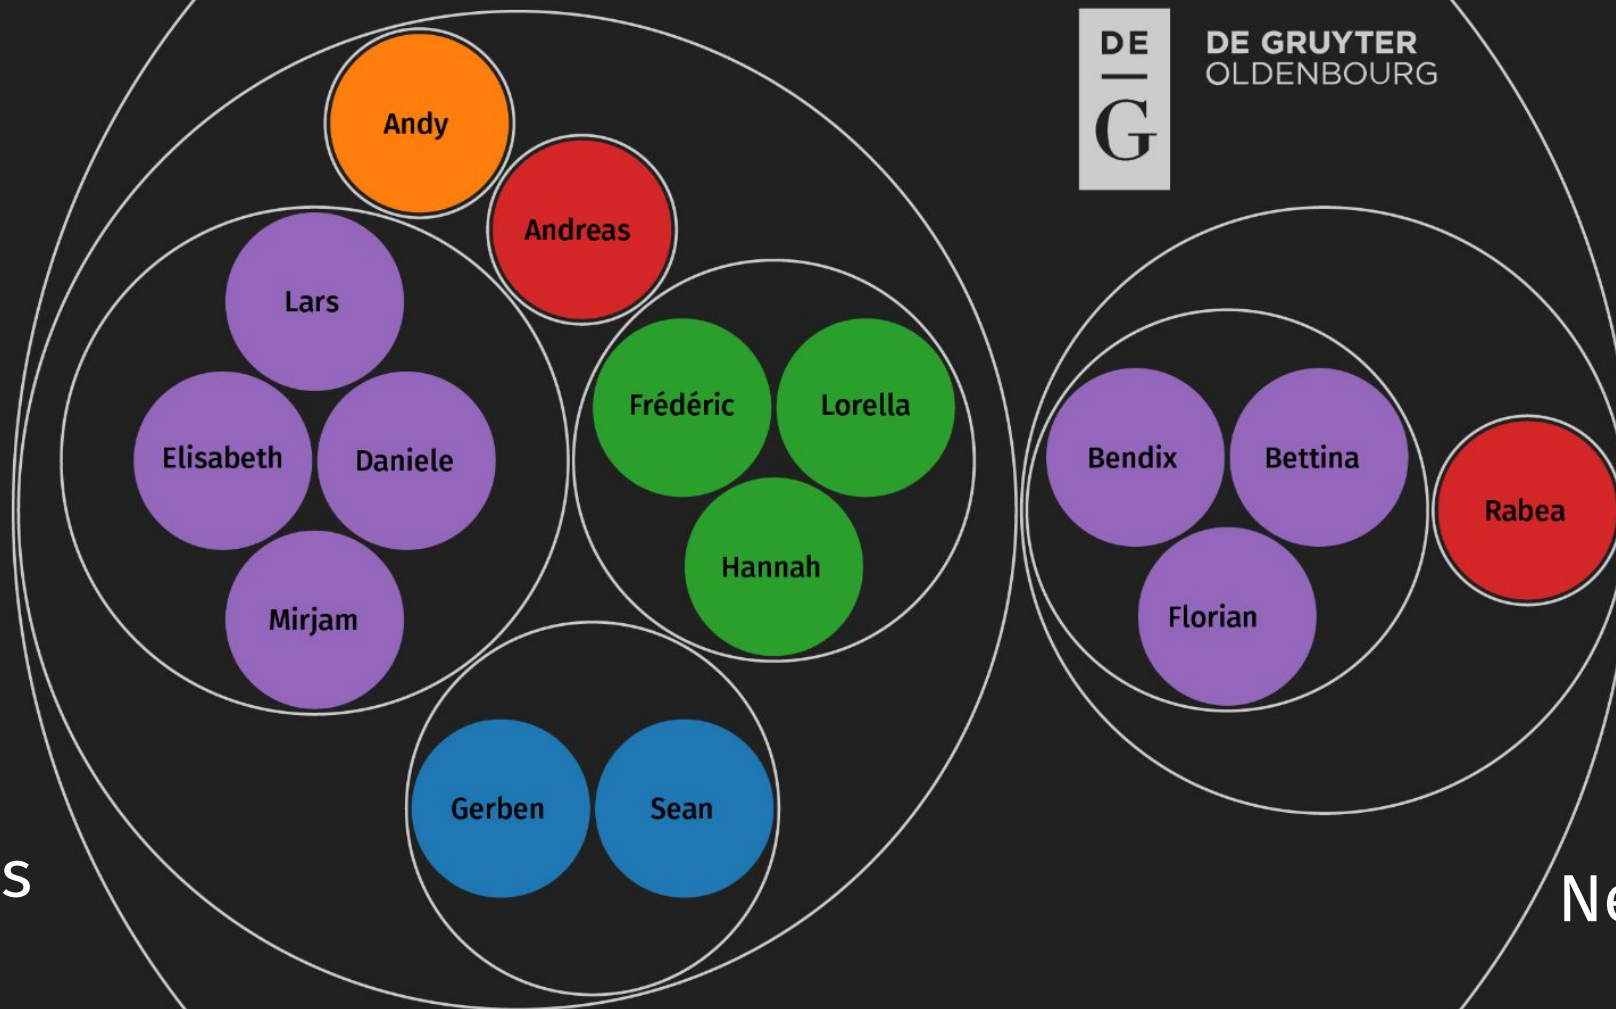 DE
G
DE GRUYTER
OLDENBOURG
Andy
Andreas
Lars
Frédéric
Lorella
Elisabeth
Daniele
Bendix
Bettina
Rabea
Hannah
Mirjam
Florian
Gerben
Sean
s
Ne